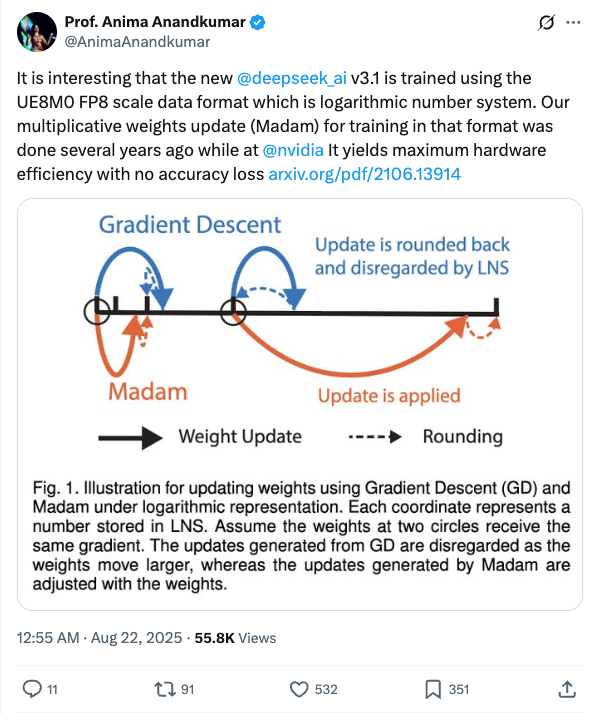 Prof. Anima Anandkumar
@AnimaAnandkumar
It is interesting that the new @deepseek_ai v3.1 is trained using the
UE8M0 FP8 scale data format which is logarithmic number system. Our
multiplicative weights update (Madam) for training in that format was
done several years ago while at @nvidia It yields maximum hardware
efficiency with no accuracy loss arxiv.org/pdf/2106.13914
Gradient Descent
Update is rounded back
and disregarded by LNS
Madam
Update is applied
Weight Update
Rounding
Fig. 1. Illustration for updating weights using Gradient Descent (GD) and
Madam under logarithmic representation. Each coordinate represents a
number stored in LNS. Assume the weights at two circles receive the
same gradient. The updates generated from GD are disregarded as the
weights move larger, whereas the updates generated by Madam are
adjusted with the weights.
12:55 AM · Aug 22, 2025 · 55.8K Views
11
91
532
351